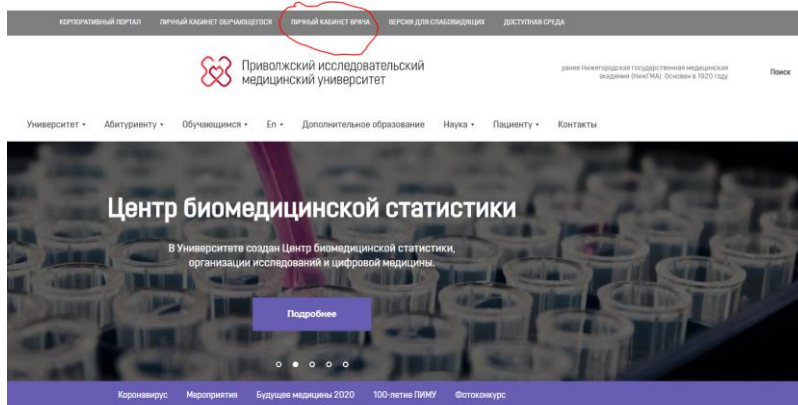 КОРПОРАТИВНЫЙ ПОРТАЛ ЛИЧНЫЙ КАБИНЕТ ОБУЧАЮЩЕГОСЯ ЛИЧНЫЙ КАБИНЕТ ВРАЧА ВЕРСИЯ ДЛЯ СЛАБОВИДЯЩИХ ДОСТУПНАЯ СРЕДА
Приволжский исследовательский
медицинский университет
ранее Нижегородская государственная медицинская
академия (НижГМА). Основан в 1920 году
Поиск
Университет Абитуриенту Обучающимся En Дополнительное образование Наука Пациенту Контакты
Центр биомедицинской статистики
В Университете создан Центр биомедицинской статистики,
организации исследований и цифровой медицины.
Подробнее
Коронавирус Мероприятия Будущее медицины 2020 100-летие ПИМУ Фотоконкурс